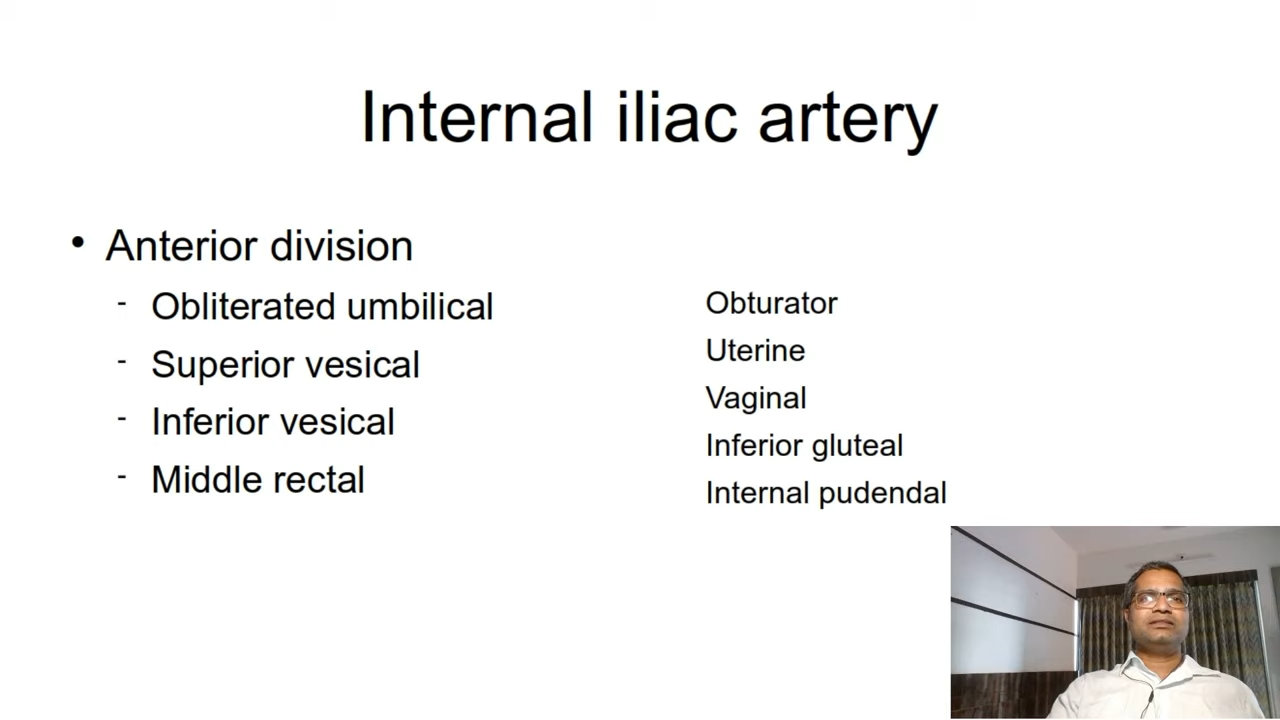 Internal iliac artery
• Anterior division
- Obliterated umbilical
- Superior vesical
- Inferior vesical
- Middle rectal
Obturator
Uterine
Vaginal
Inferior gluteal
Internal pudendal